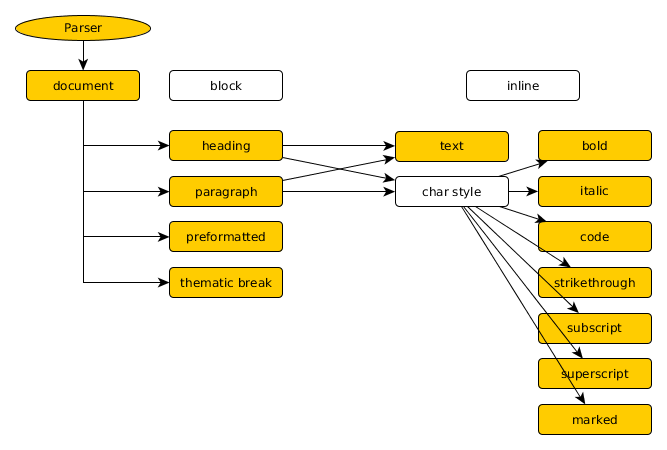 Parser
document
block
inline
heading
text
bold
paragraph
char style
italic
preformatted
code
thematic break
strikethrough
subscript
superscript
marked